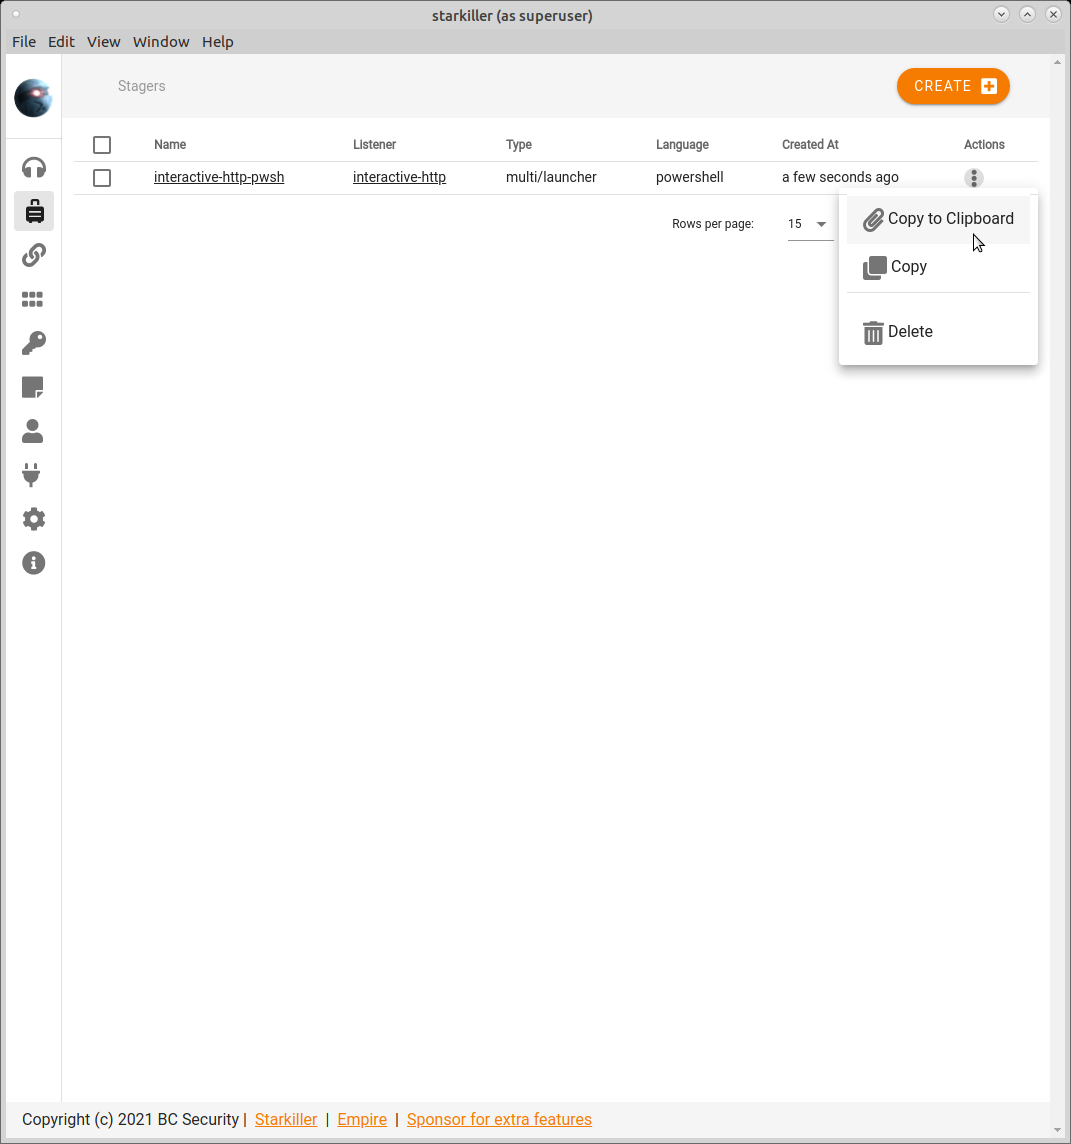 starkiller (as superuser)
File Edit View Window Help
Stagers
CREATE
Name Listener Type Language Created At Actions
interactive-http-pwsh interactive-http multi/launcher powershell a few seconds ago
Rows per page: 15
Copy to Clipboard
Copy
Delete
Copyright (c) 2021 BC Security | Starkiller | Empire | Sponsor for extra features